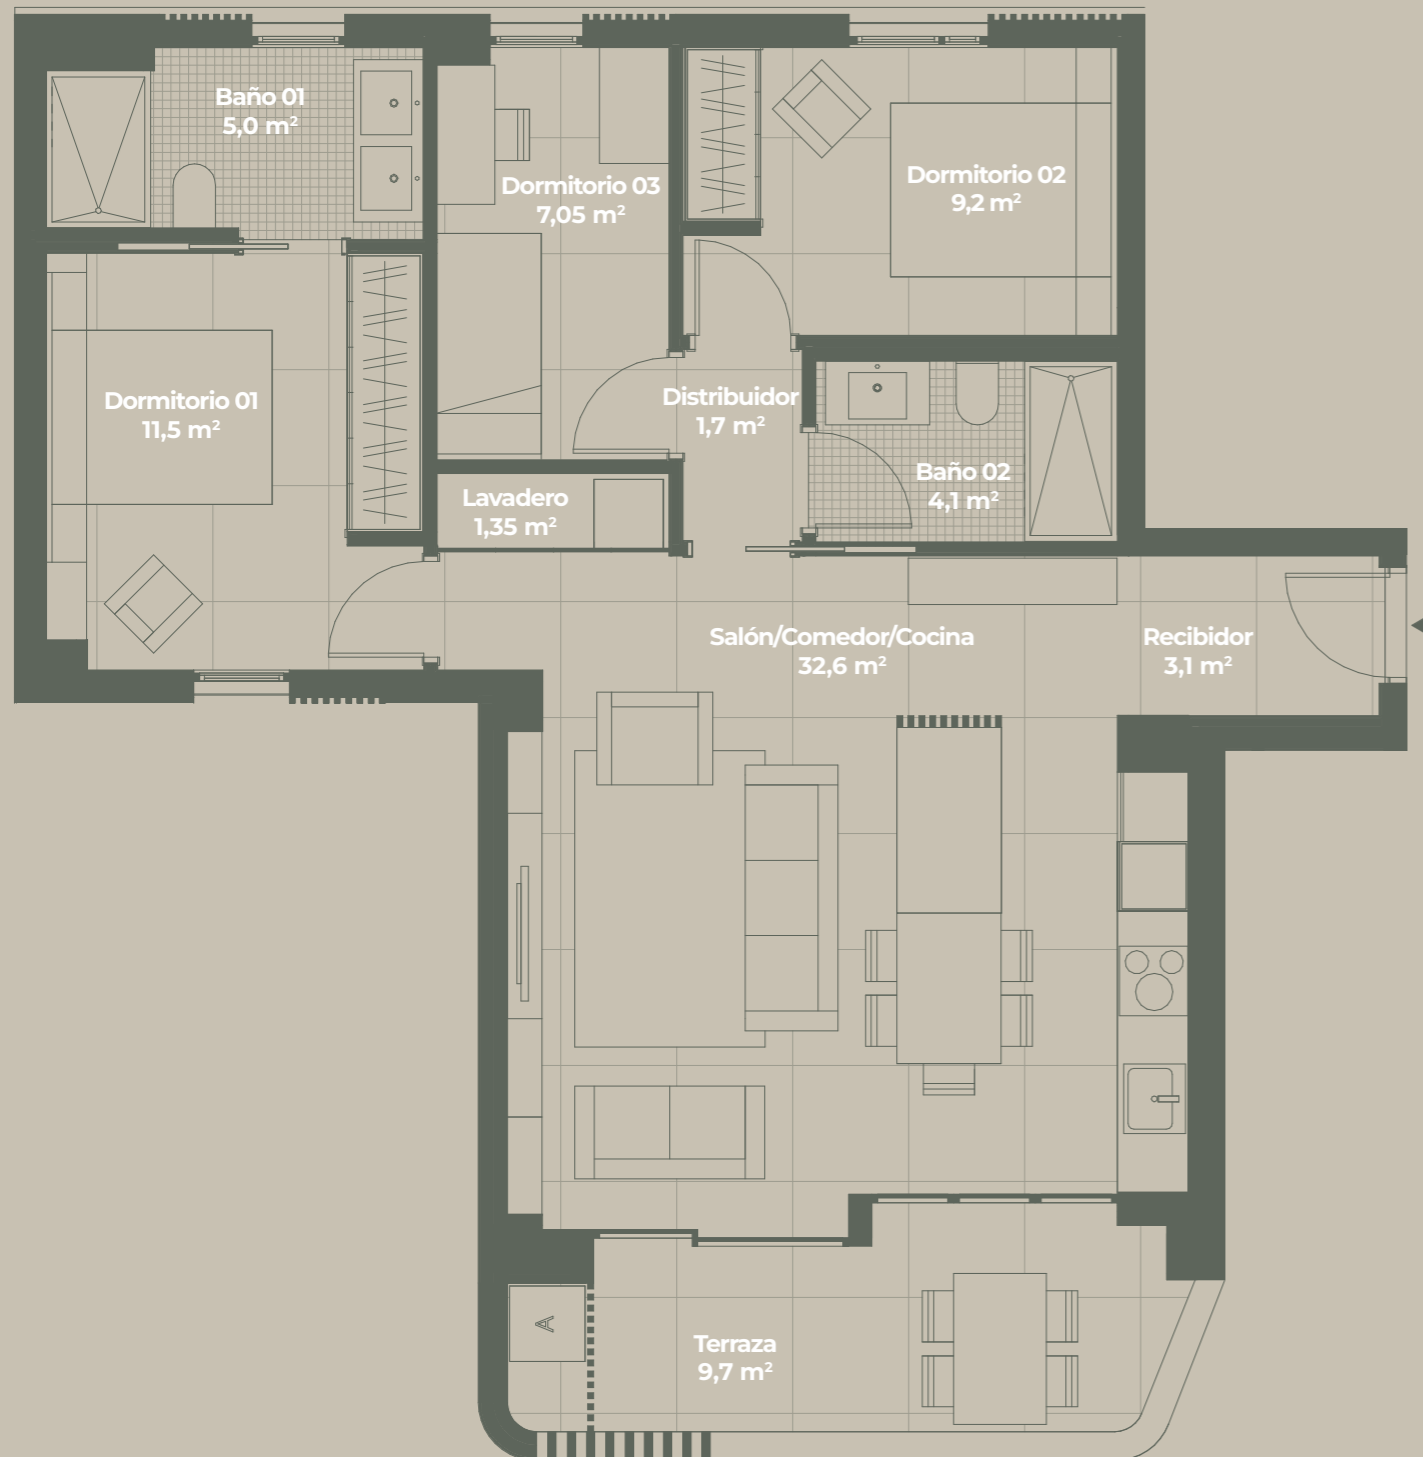 Baño 01
5,0 m²
Dormitorio 03
7,05 m²
Dormitorio 02
9,2 m²
Dormitorio 01
11,5 m²
Distribuidor
1,7 m²
Baño 02
4,1 m²
Lavadero
1,35 m²
Salón/Comedor/Cocina
32,6 m²
Recibidor
3,1 m²
A
Terraza
9,7 m²